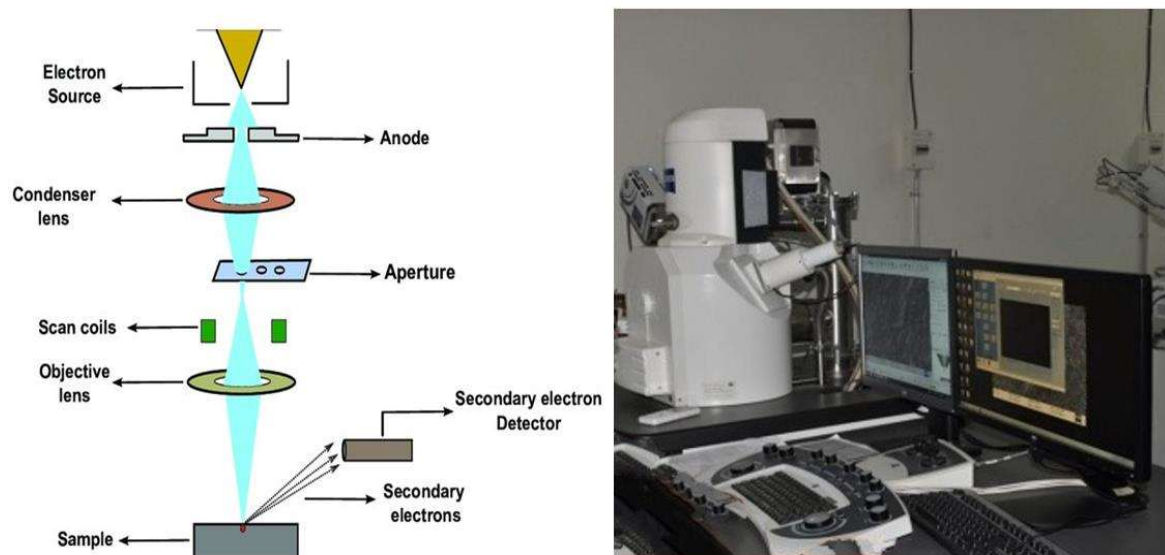 Electron
Source
Anode
Condenser
lens
Aperture
Scan coils
Objective
lens
Secondary electron
Detector
Secondary
electrons
Sample